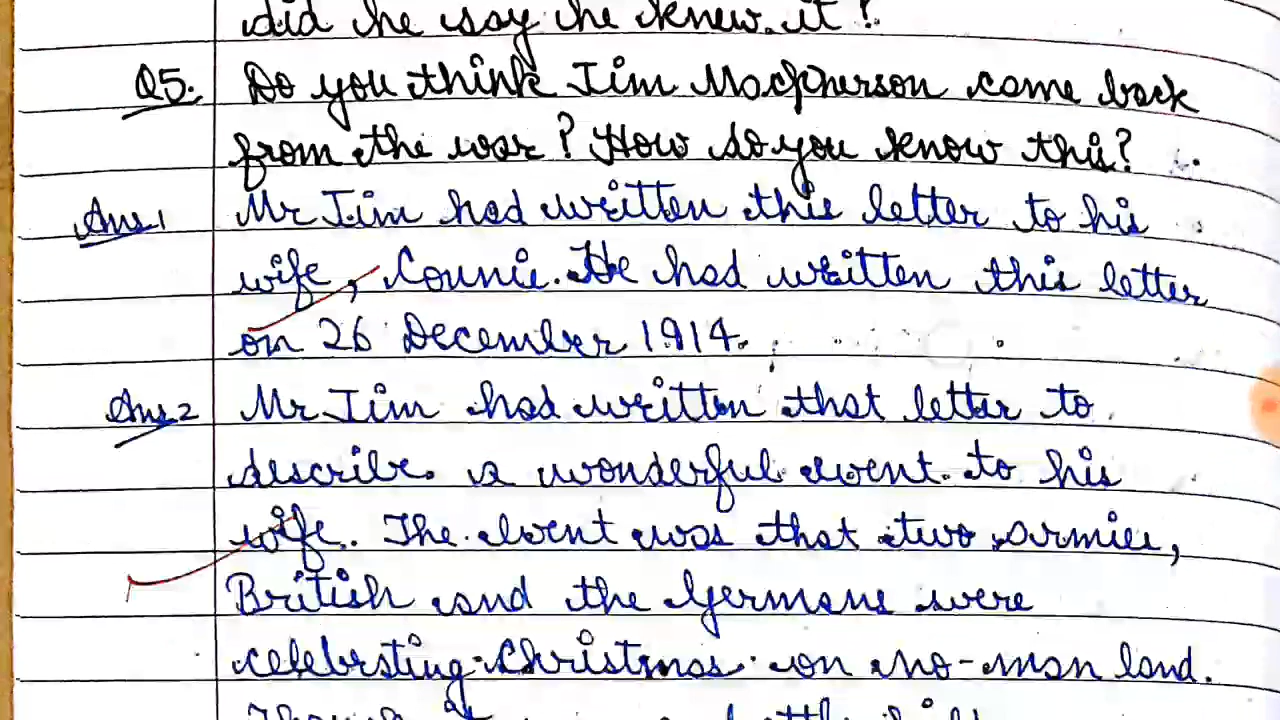 did he say he knew it?
Q5. Do you think Jim Macpherson came back
from the war? How do you know this?
Ans1 Mr Jim had written this letter to his
wife, Connie. He had written this letter
on 26 December 1914.
Ans2 Mr Jim had written that letter to
describe a wonderful event to his
wife. The event was that two armies,
British and the Germans were
celebrating Christmas on no-man land.